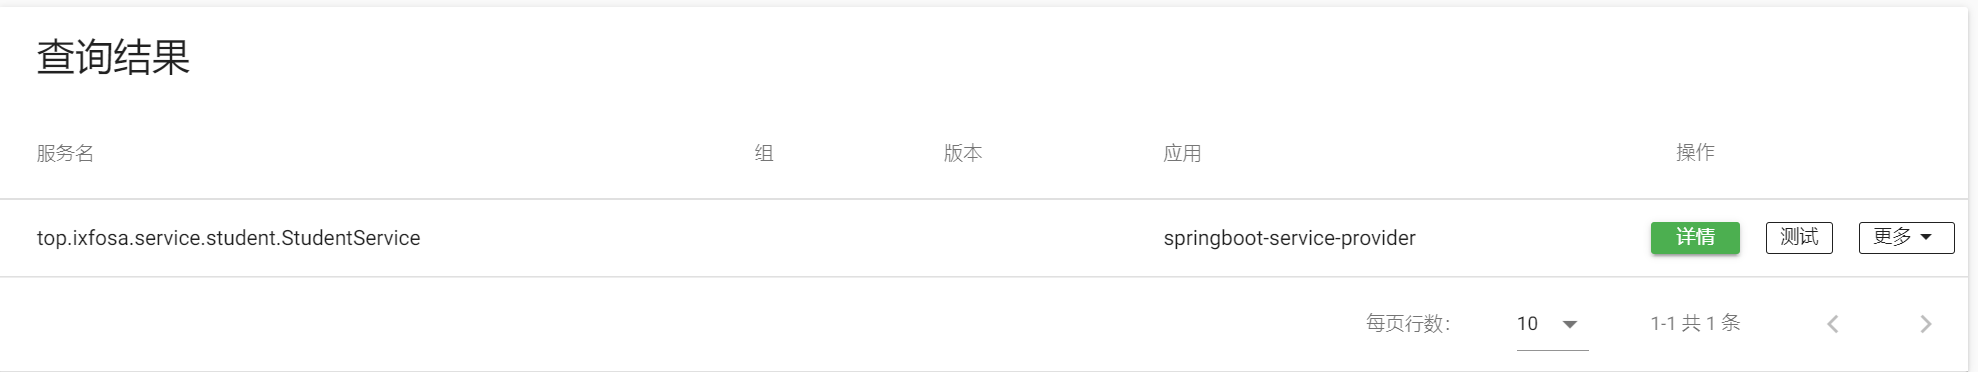 查询结果
服务名 组 版本 应用 操作
top.ixfosa.service.student.StudentService springboot-service-provider 详情 测试 更多
每页行数: 10 1-1 共 1 条